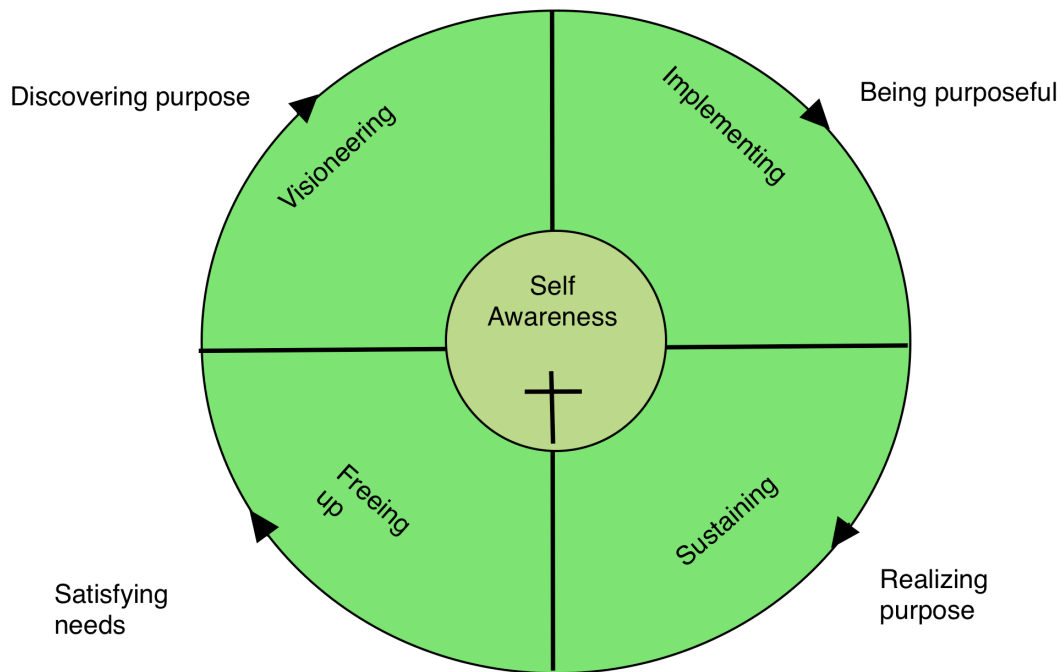 Discovering purpose
Visioneering
Implementing
Being purposeful
Self
Awareness
Freeing
up
Sustaining
Satisfying
needs
Realizing
purpose